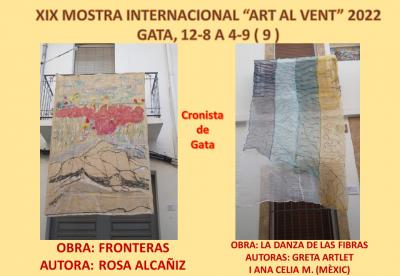 XIX MOSTRA INTERNACIONAL “ART AL VENT” 2022
GATA, 12-8 A 4-9 ( 9 )
Cronista
de
Gata
OBRA: FRONTERAS
AUTORA: ROSA ALCAÑIZ
OBRA: LA DANZA DE LAS FIBRAS
AUTORAS: GRETA ARTLET
I ANA CELIA M. (MÈXIC)